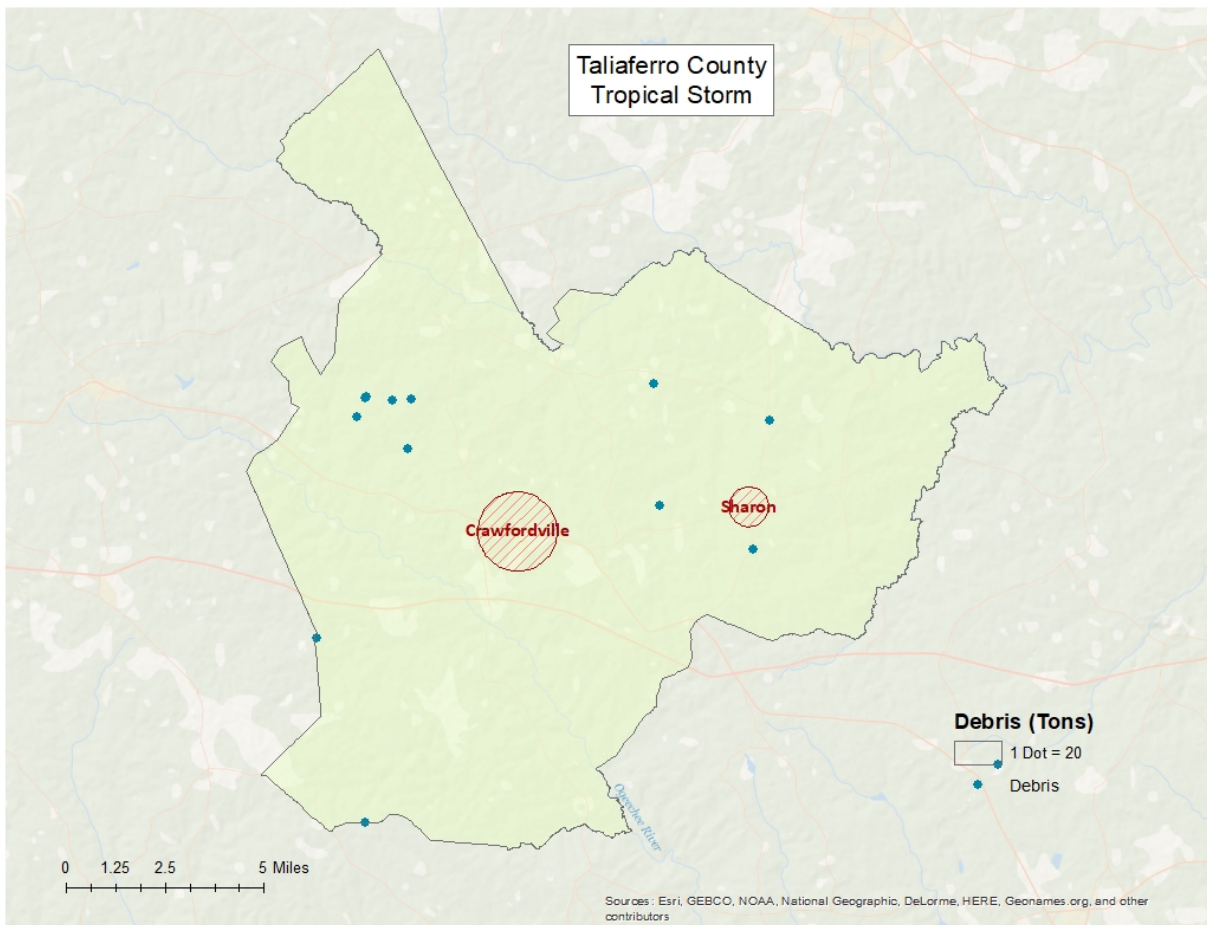 Taliaferro County
Tropical Storm
Crawfordville
Sharon
Debris (Tons)
1 Dot = 20
Debris
Ogeechee River
0 1.25 2.5 5 Miles
Sources: Esri, GEBCO, NOAA, National Geographic, DeLorme, HERE, Geonames.org, and other
contributors